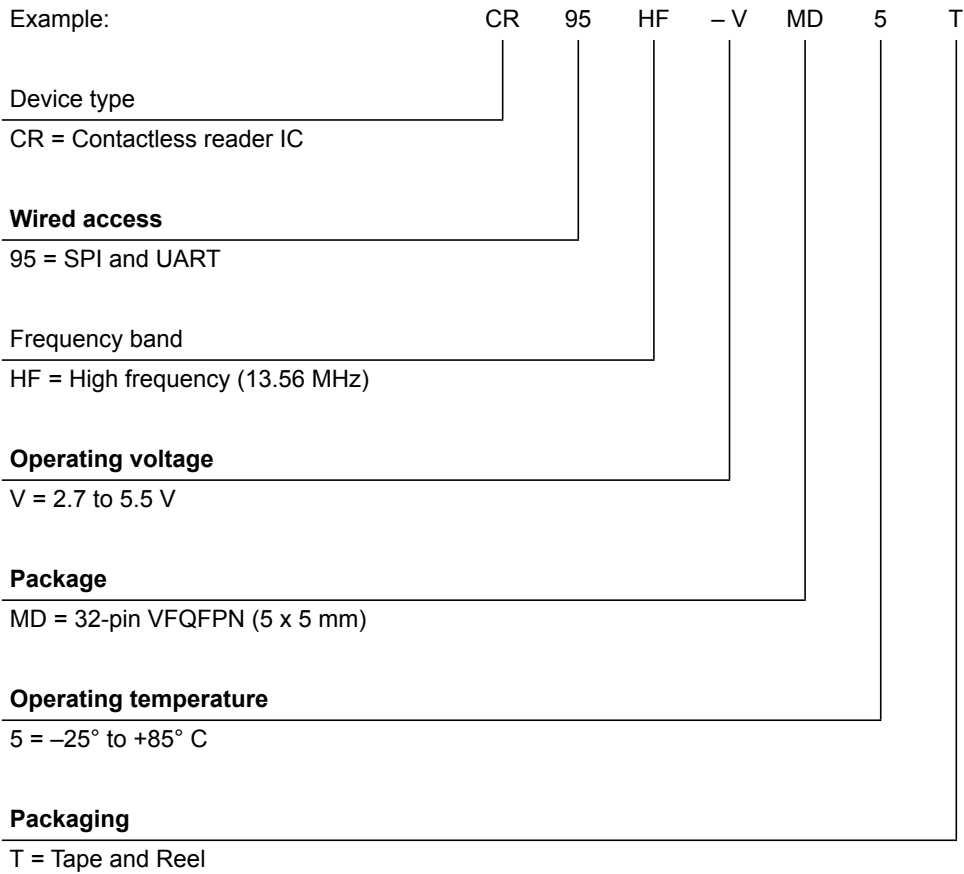 Example: CR 95 HF – V MD 5 T
Device type
CR = Contactless reader IC
Wired access
95 = SPI and UART
Frequency band
HF = High frequency (13.56 MHz)
Operating voltage
V = 2.7 to 5.5 V
Package
MD = 32-pin VFQFPN (5 x 5 mm)
Operating temperature
5 = –25° to +85° C
Packaging
T = Tape and Reel